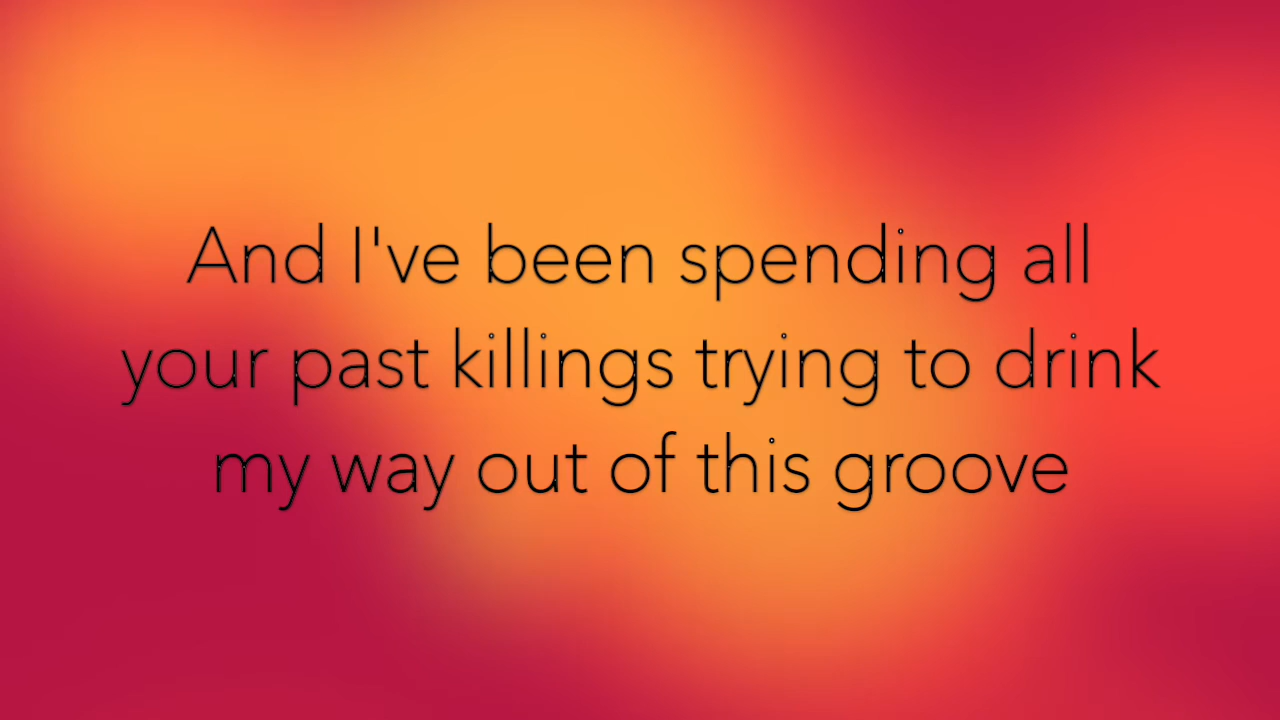 And I've been spending all
your past killings trying to drink
my way out of this groove